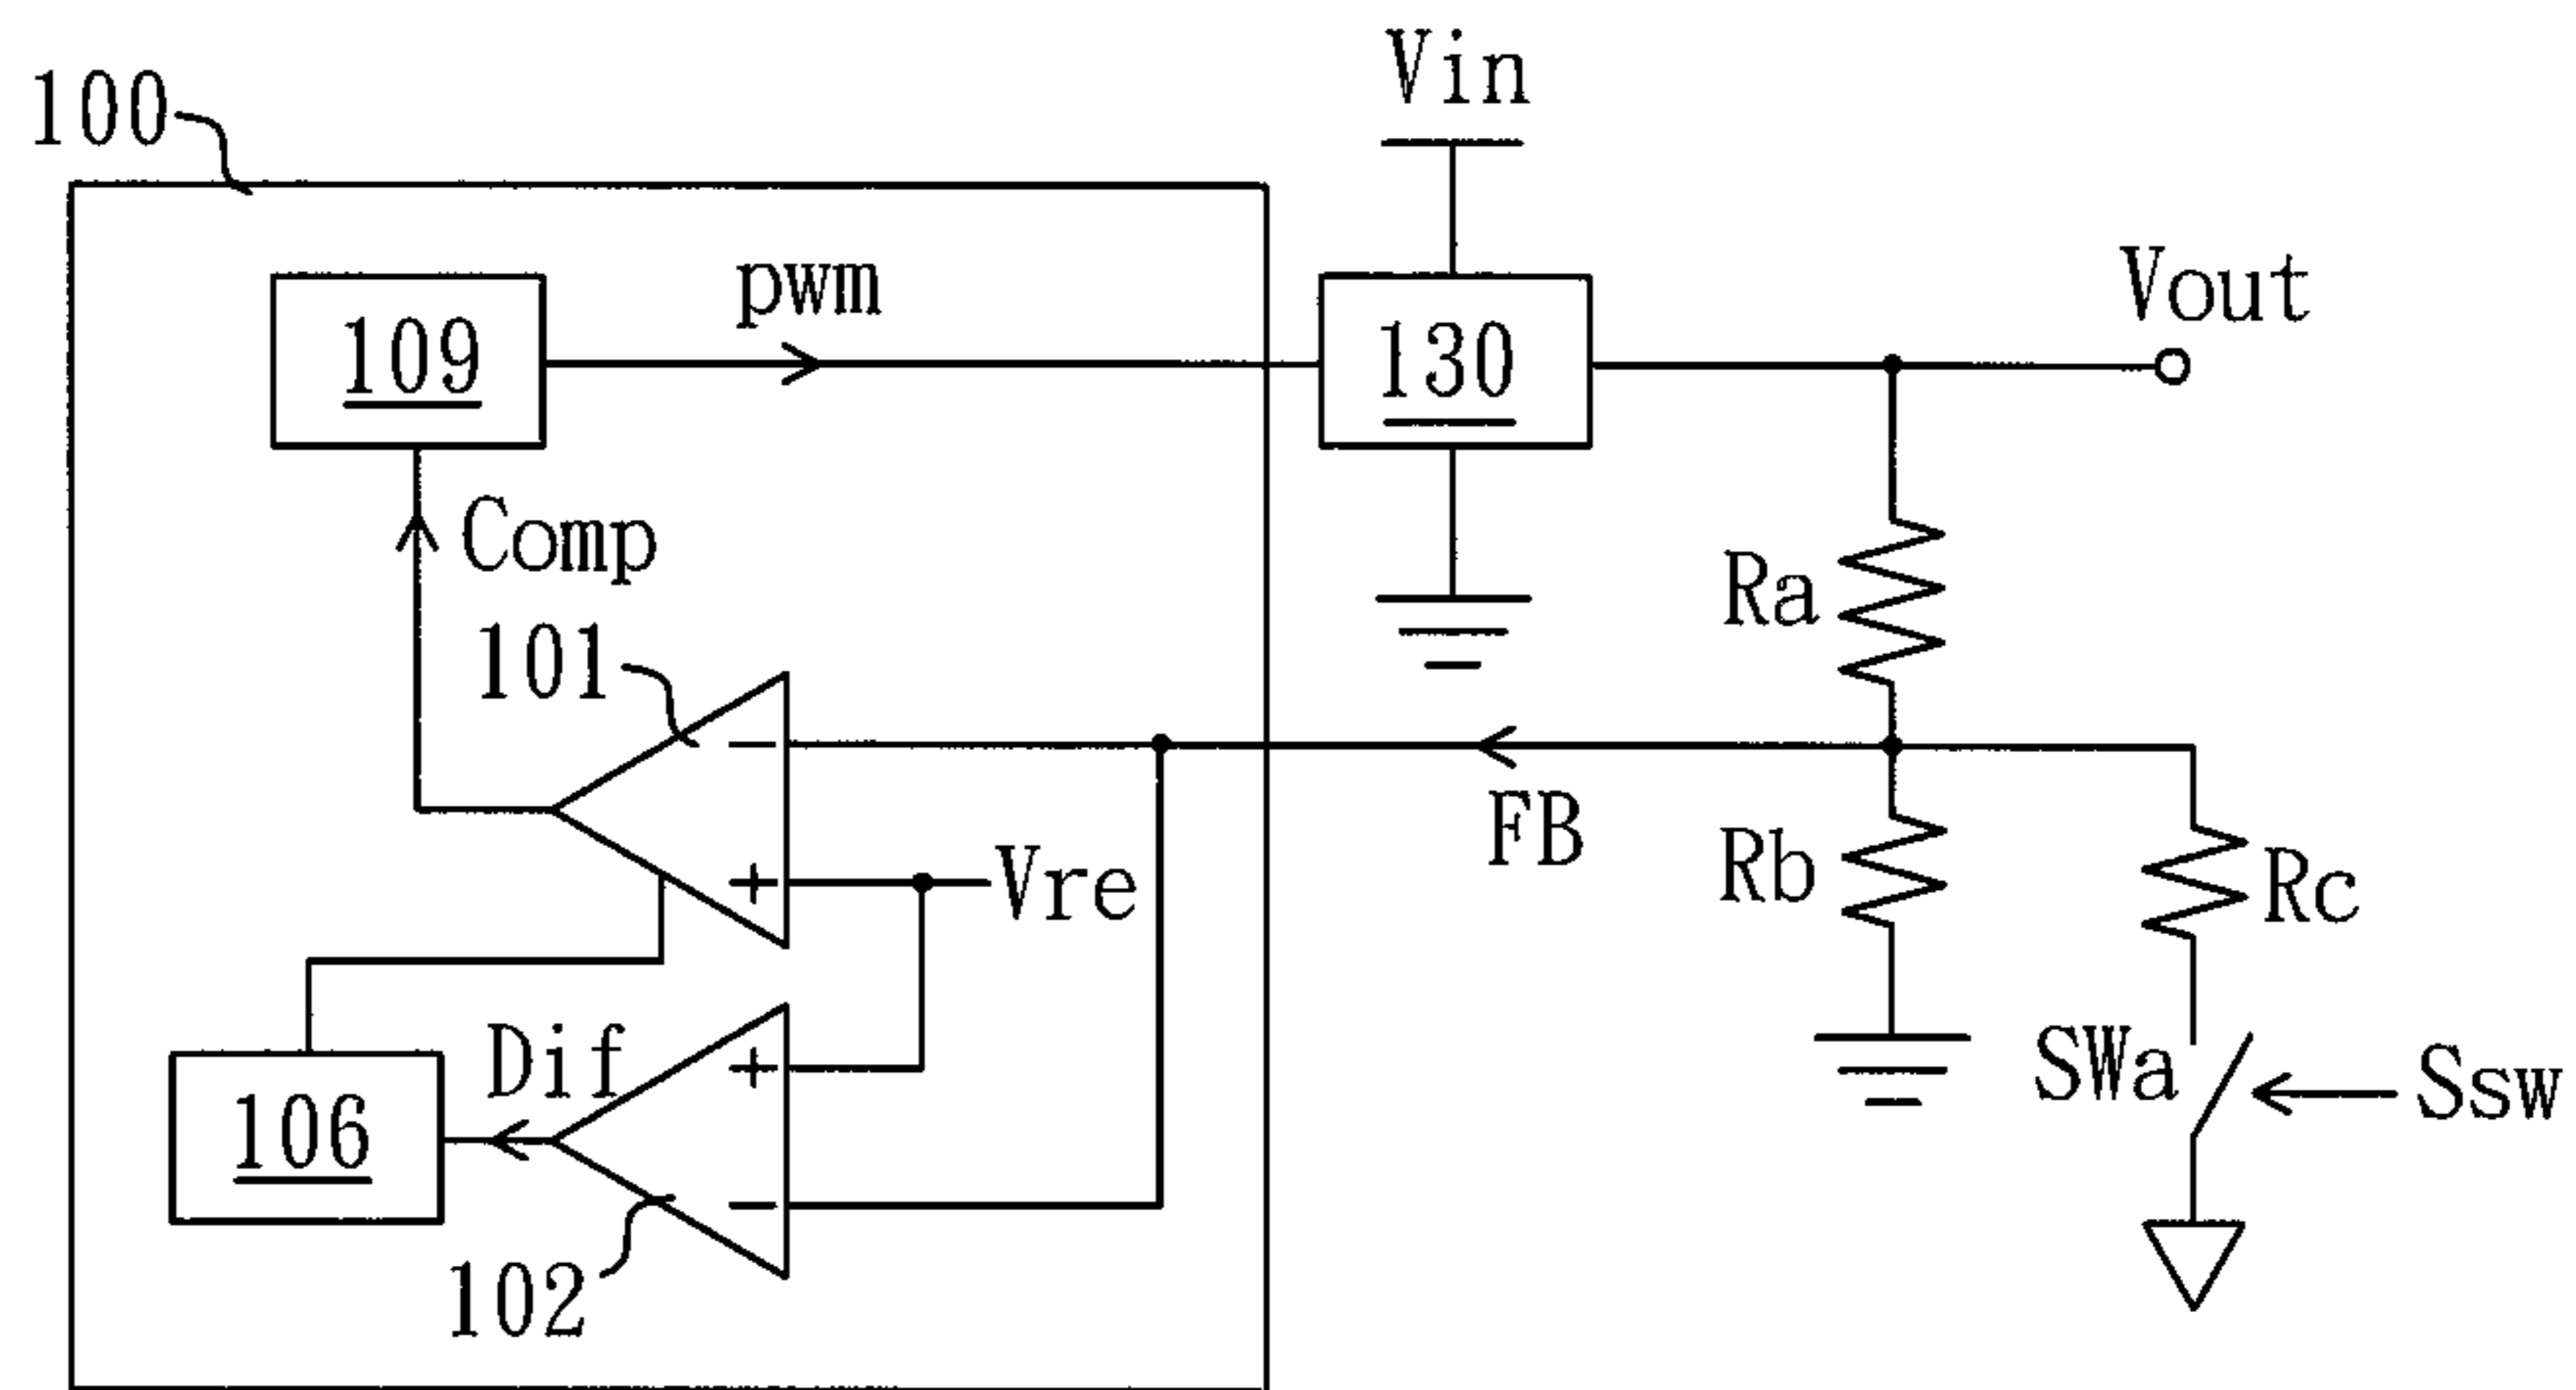 Vin
100
pwm
Vout
109
130
Comp
Ra
101
−
FB
Rb
Rc
+
Vre
Dif
+
SWa
Ssw
106
−
102